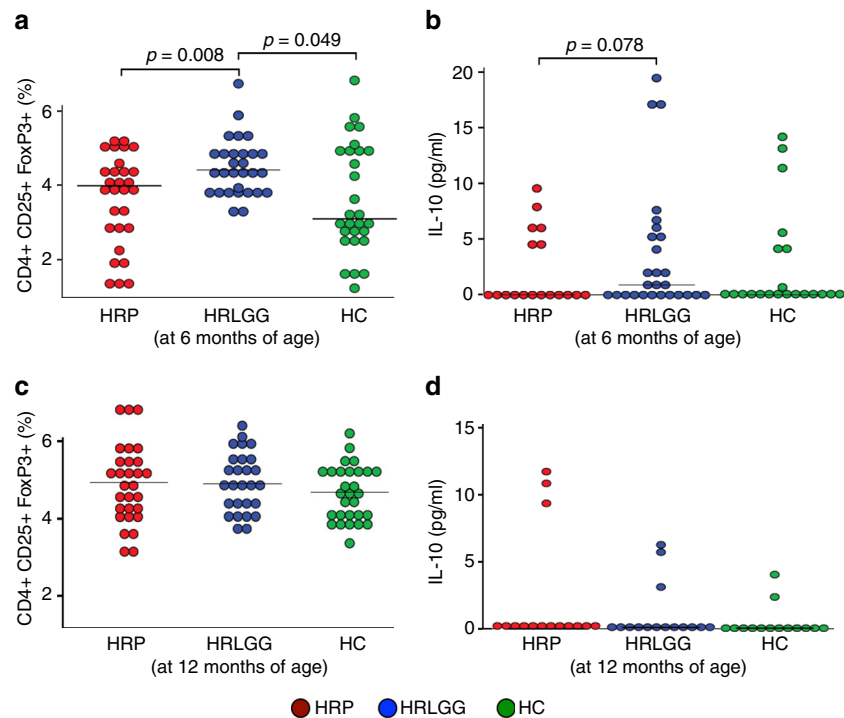 a
p = 0.008
p = 0.049
CD4+ CD25+ FoxP3+ (%)
6
4
2
HRP HRLGG HC
(at 6 months of age)
b
p = 0.078
IL-10 (pg/ml)
20
15
10
5
0
HRP HRLGG HC
(at 6 months of age)
c
CD4+ CD25+ FoxP3+ (%)
6
4
2
HRP HRLGG HC
(at 12 months of age)
d
IL-10 (pg/ml)
15
10
5
0
HRP HRLGG HC
(at 12 months of age)
HRP HRLGG HC